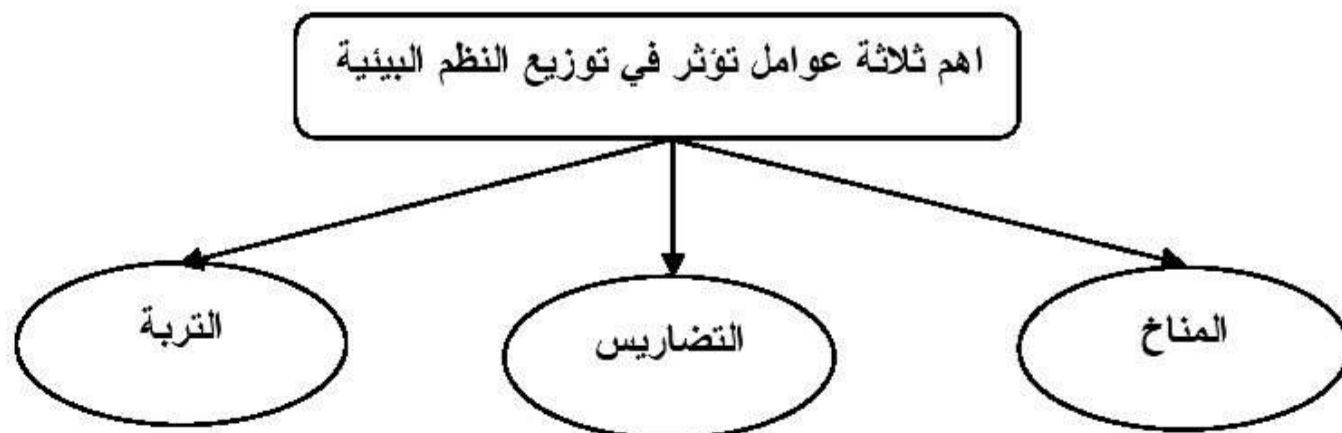 اهم ثلاثة عوامل تؤثر في توزيع النظم البيئية
المناخ
التضاريس
التربة